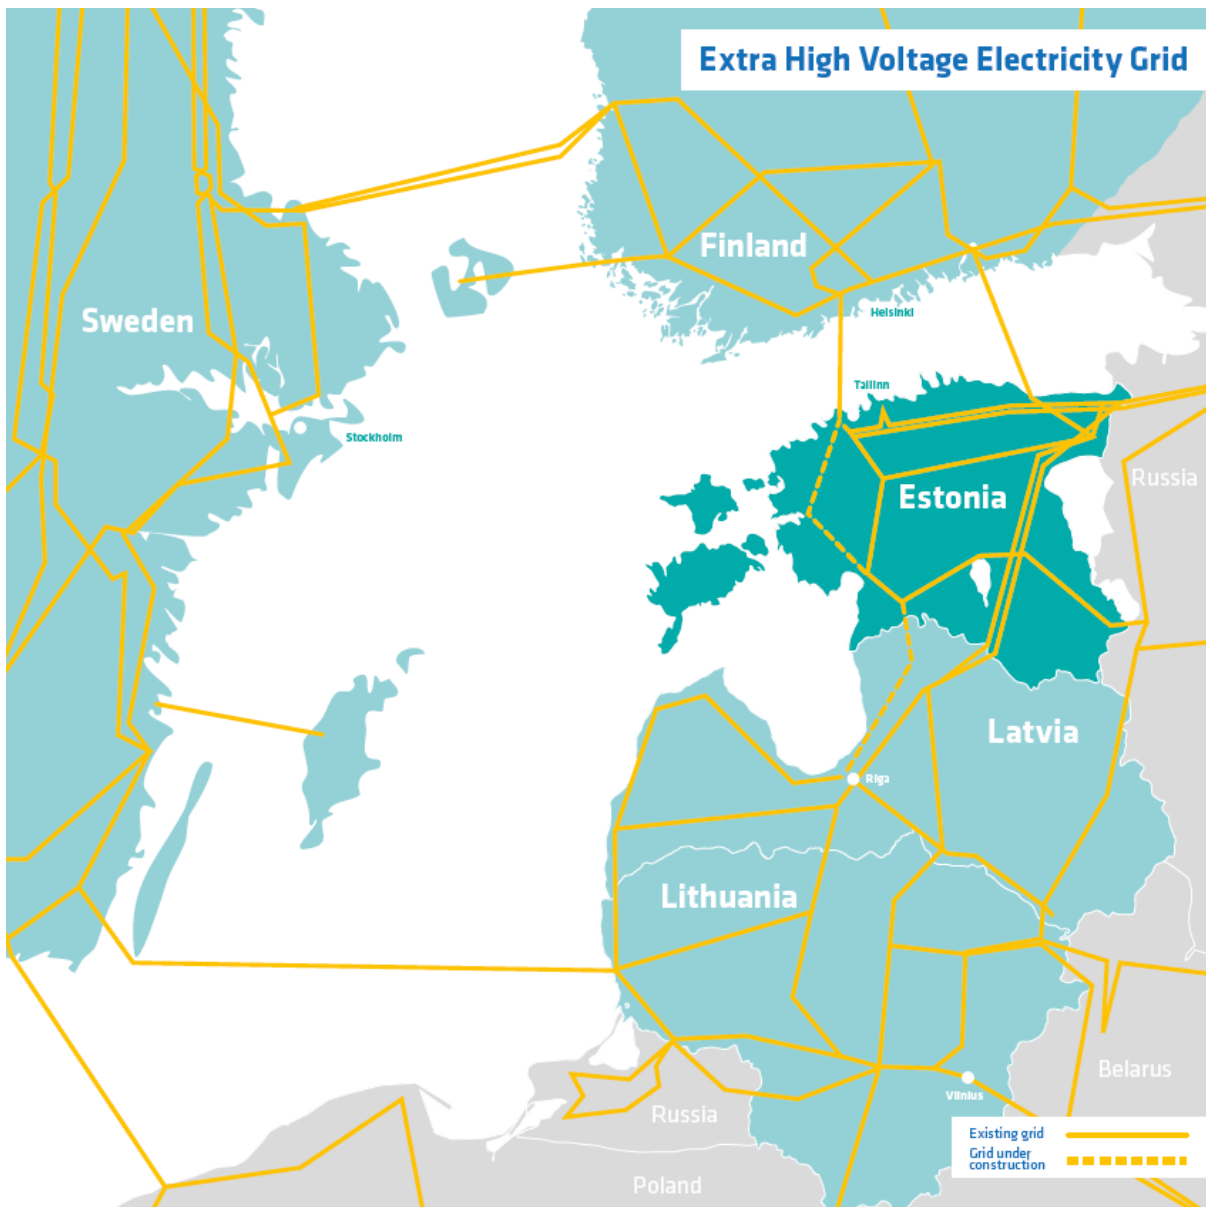 Extra High Voltage Electricity Grid
Finland
Sweden
Helsinki
Tallinn
Stockholm
Russia
Estonia
Latvia
Riga
Lithuania
Belarus
Vilnius
Russia
Existing grid
Grid under
construction
Poland